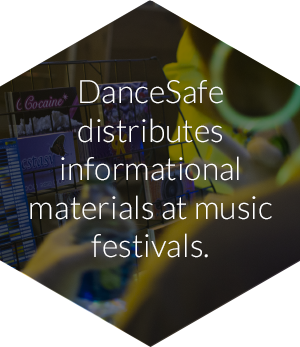 DanceSafe
distributes
Cocaine
informational
materials at music
festivals.